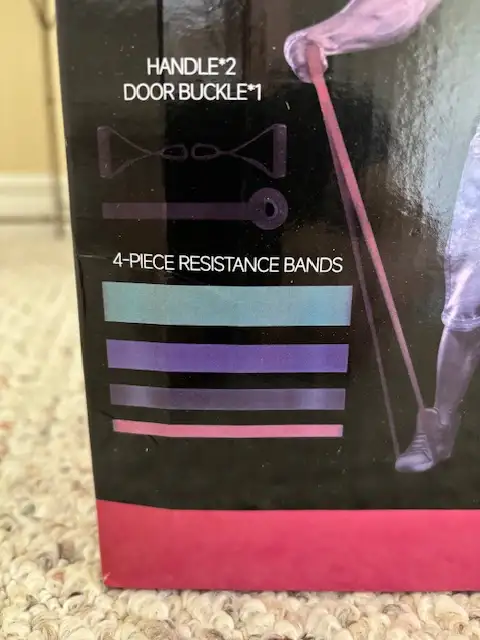 HANDLE*2
DOOR BUCKLE*1
4-PIECE RESISTANCE BANDS